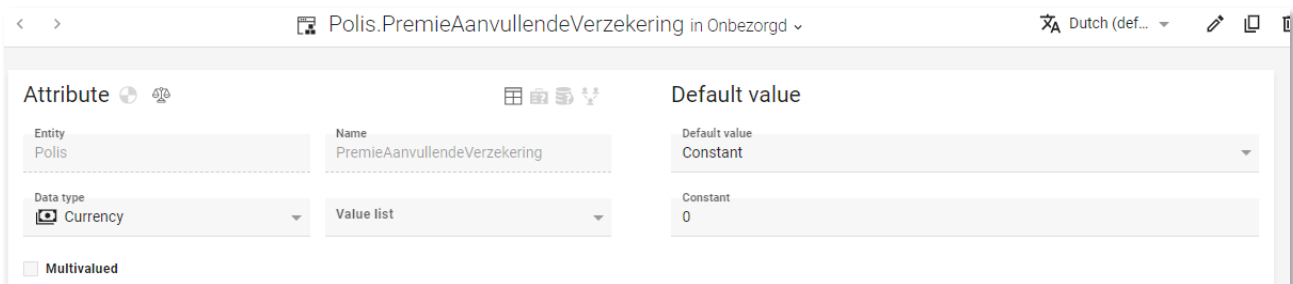 Polis.PremieAanvullendeVerzekering in Onbezorgd
Dutch (def...
Attribute
Default value
Entity
Polis
Name
PremieAanvullendeVerzekering
Default value
Constant
Data type
Currency
Value list
Constant
0
Multivalued